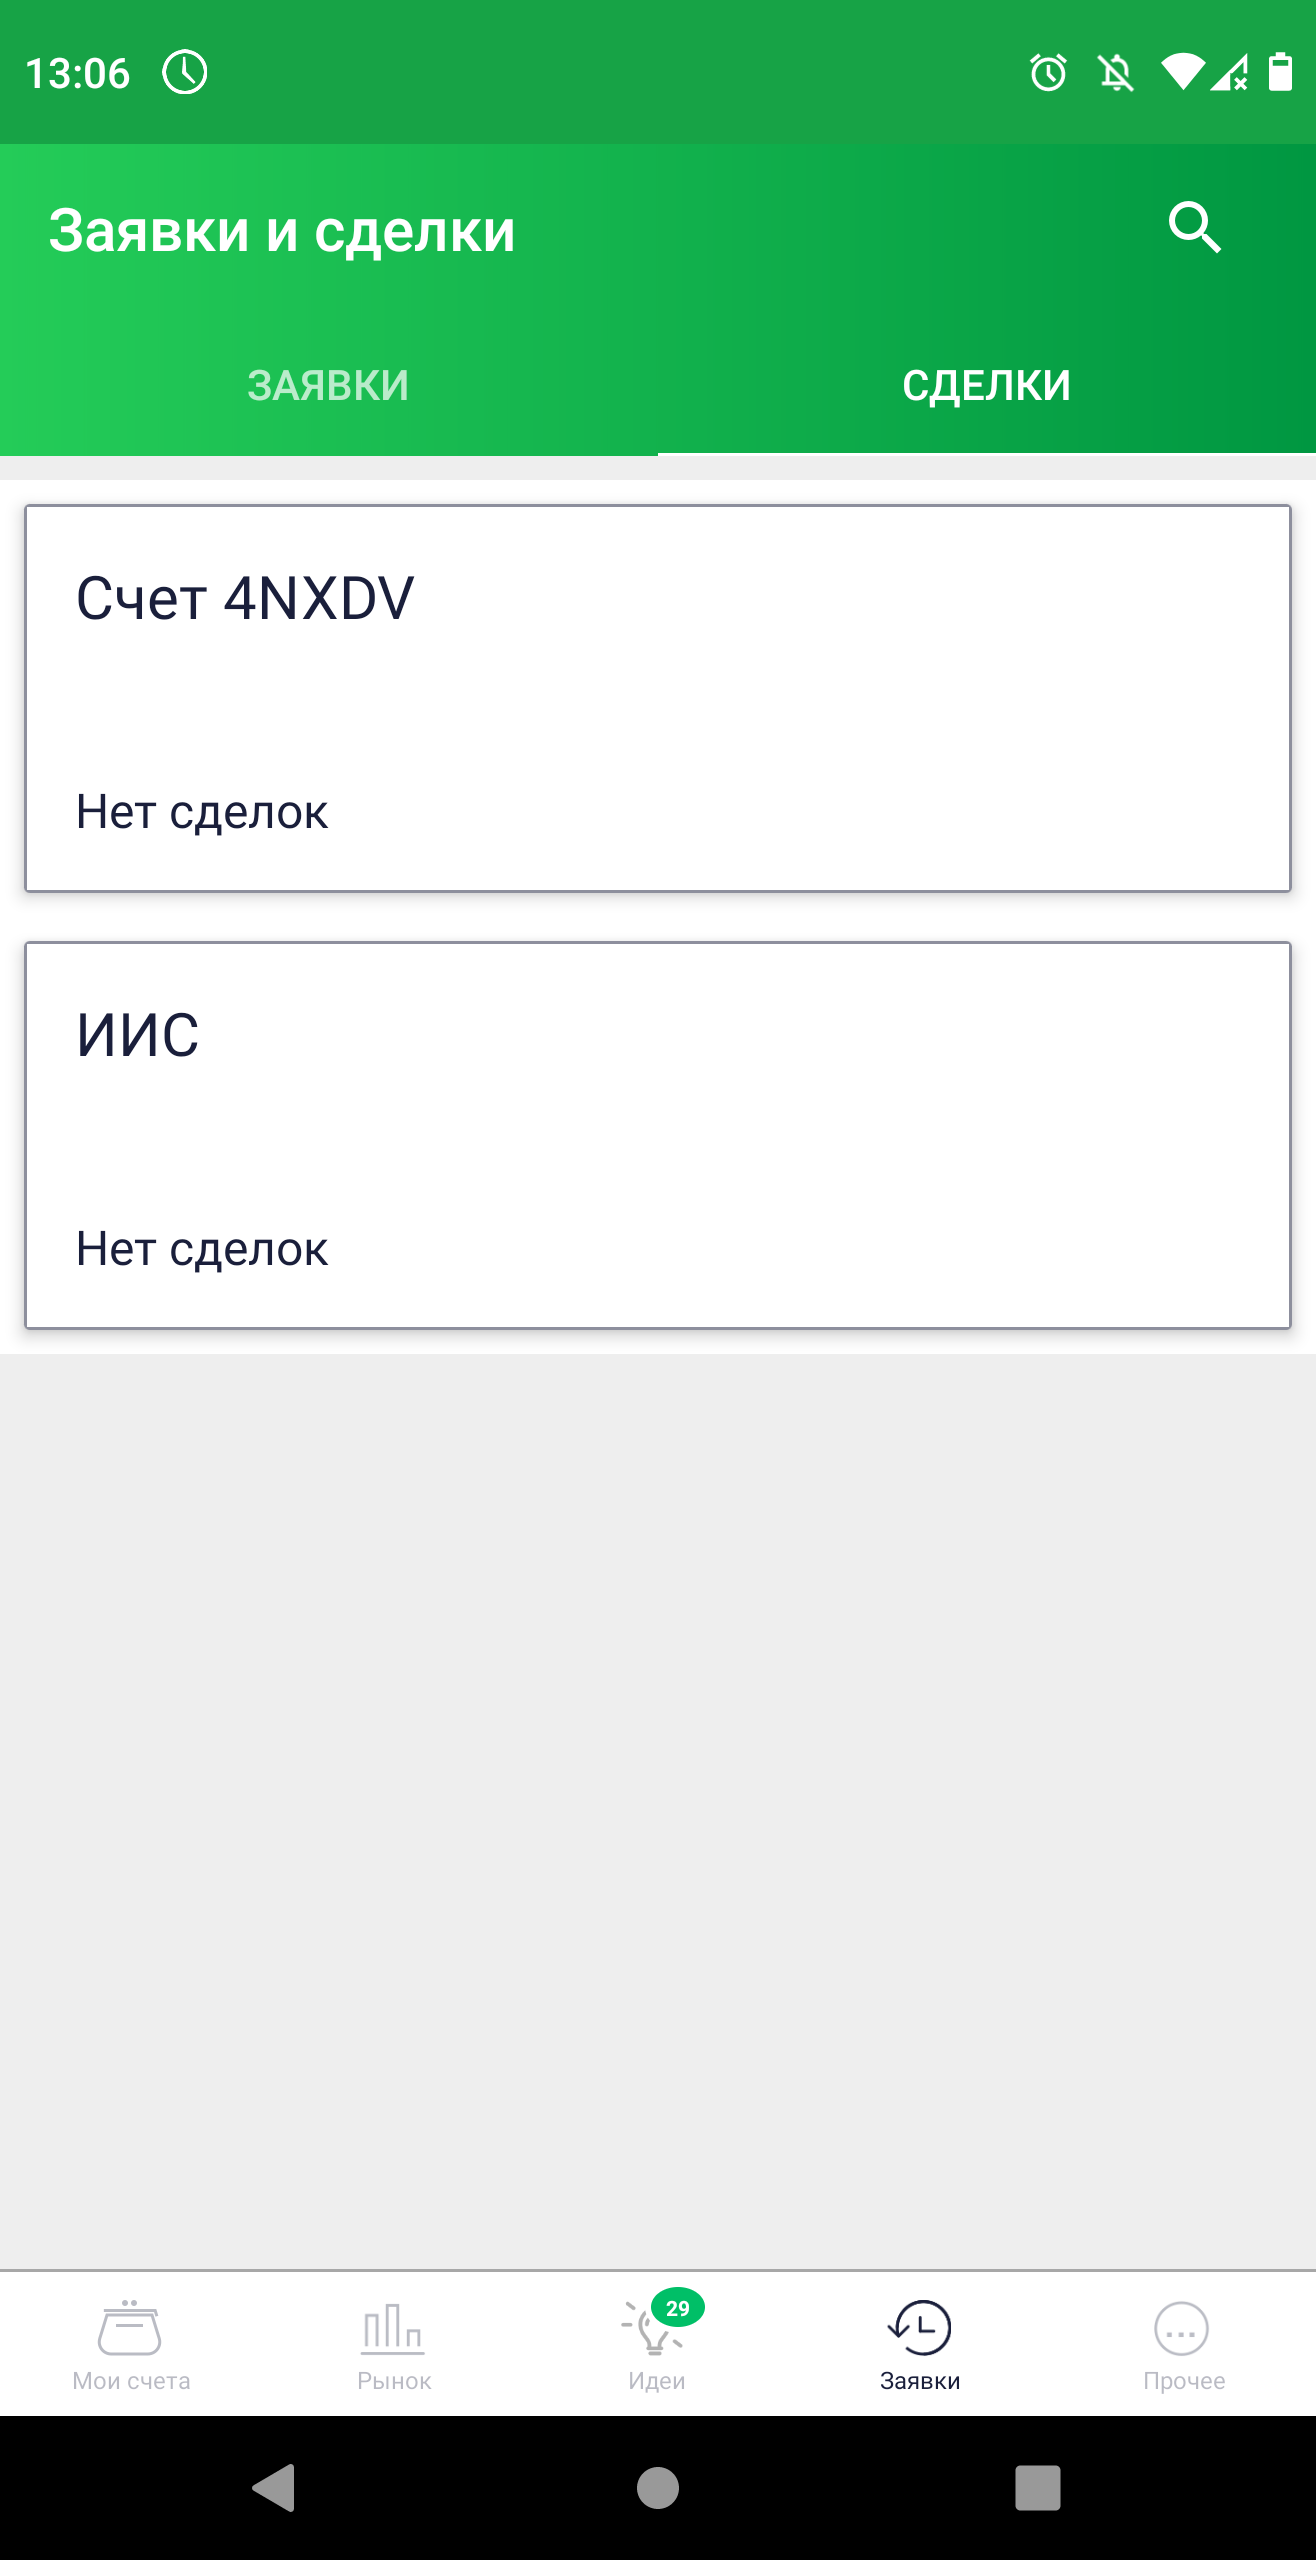 13:06
Заявки и сделки
ЗАЯВКИ
СДЕЛКИ
Счет 4NXDV
Нет сделок
ИИС
Нет сделок
29
Мои счета
Рынок
Идеи
Заявки
Прочее